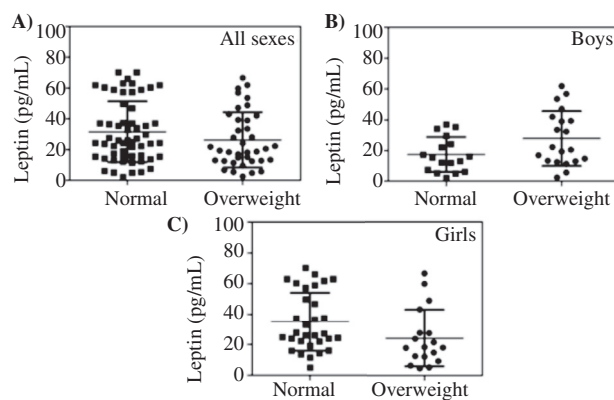 A)
All sexes
Leptin (pg/mL)
100
80
60
40
20
0
Normal Overweight
B)
Boys
Leptin (pg/mL)
100
80
60
40
20
0
Normal Overweight
C)
Girls
Leptin (pg/mL)
100
80
60
40
20
0
Normal Overweight